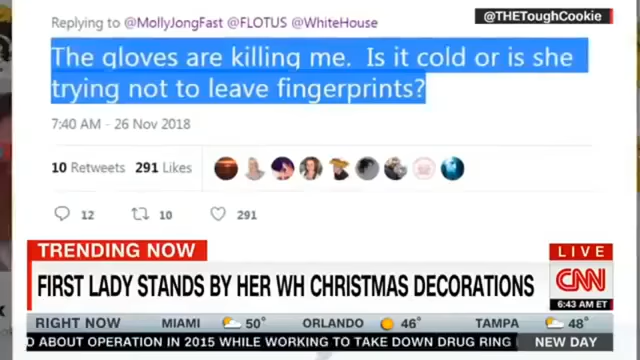 @THEToughCookie
Replying to @MollyJongFast @FLOTUS @WhiteHouse
The gloves are killing me. Is it cold or is she
trying not to leave fingerprints?
7:40 AM - 26 Nov 2018
10 Retweets 291 Likes
12 10 291
TRENDING NOW
LIVE
FIRST LADY STANDS BY HER WH CHRISTMAS DECORATIONS
CNN
6:43 AM ET
RIGHT NOW MIAMI 50° ORLANDO 46° TAMPA 48°
D ABOUT OPERATION IN 2015 WHILE WORKING TO TAKE DOWN DRUG RING NEW DAY